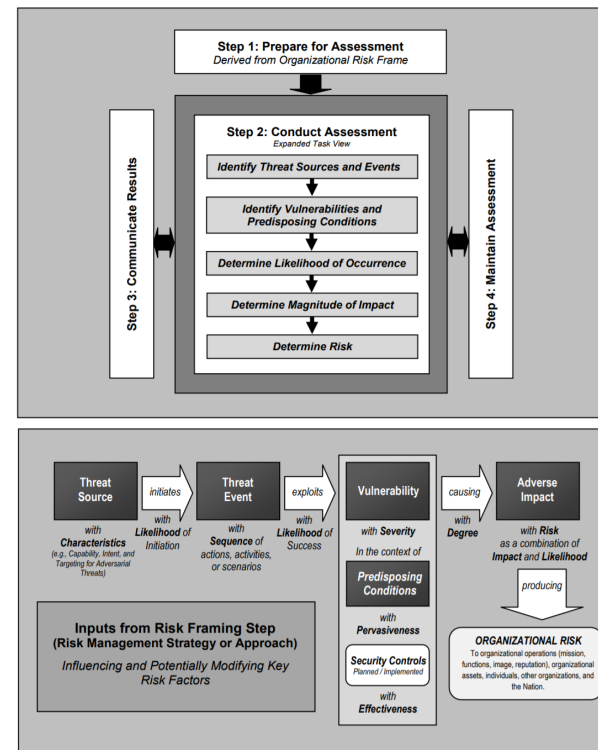 Step 1: Prepare for Assessment
Derived from Organizational Risk Frame
Step 3: Communicate Results
Step 2: Conduct Assessment
Expanded Task View
Identify Threat Sources and Events
Identify Vulnerabilities and
Predisposing Conditions
Determine Likelihood of Occurrence
Determine Magnitude of Impact
Determine Risk
Step 4: Maintain Assessment
Threat
Source
with
Characteristics
(e.g., Capability, Intent, and
Targeting for Adversarial
Threats)
initiates
with
Likelihood of
Initiation
Threat
Event
with
Sequence of
actions, activities,
or scenarios
exploits
with
Likelihood of
Success
Vulnerability
with Severity
In the context of
Predisposing
Conditions
with
Pervasiveness
Security Controls
Planned / Implemented
with
Effectiveness
causing
with
Degree
Adverse
Impact
with Risk
as a combination of
Impact and Likelihood
producing
ORGANIZATIONAL RISK
To organizational operations (mission,
functions, image, reputation), organizational
assets, individuals, other organizations, and
the Nation.
Inputs from Risk Framing Step
(Risk Management Strategy or Approach)
Influencing and Potentially Modifying Key
Risk Factors